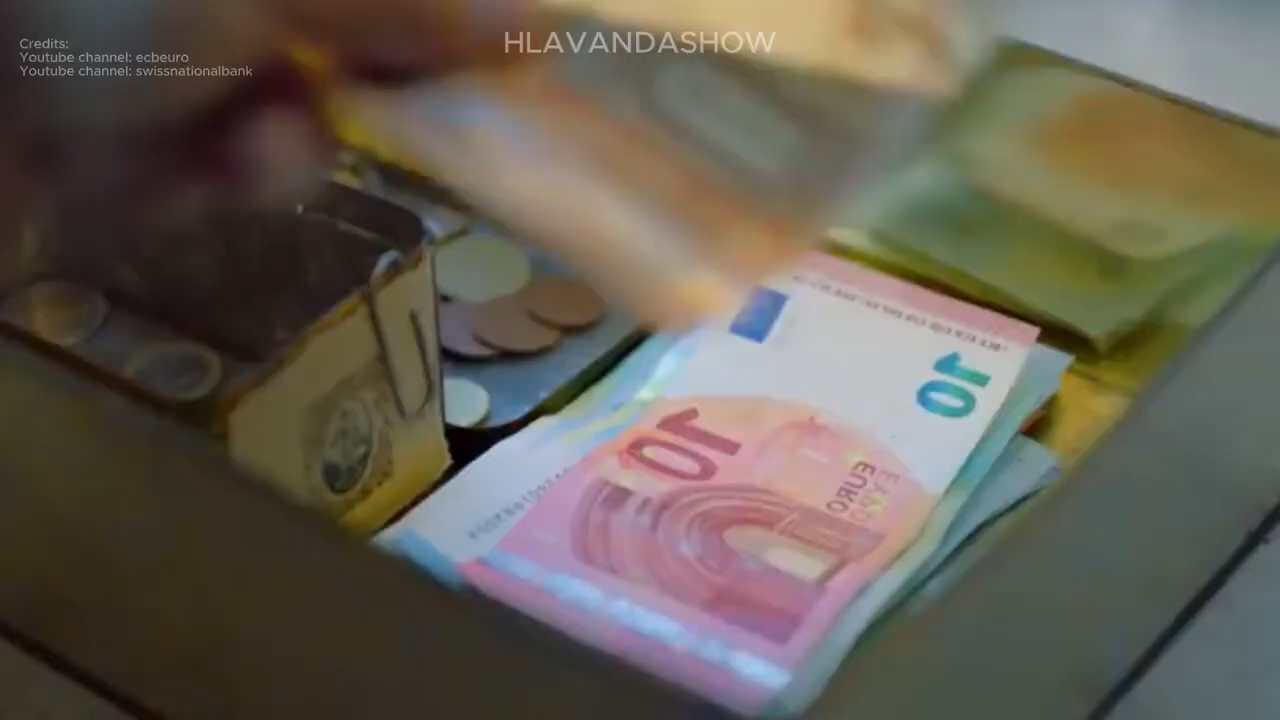 HLAVANDASHOW
Credits:
Youtube channel: ecbeuro
Youtube channel: swissnationalbank
10
10
EURO